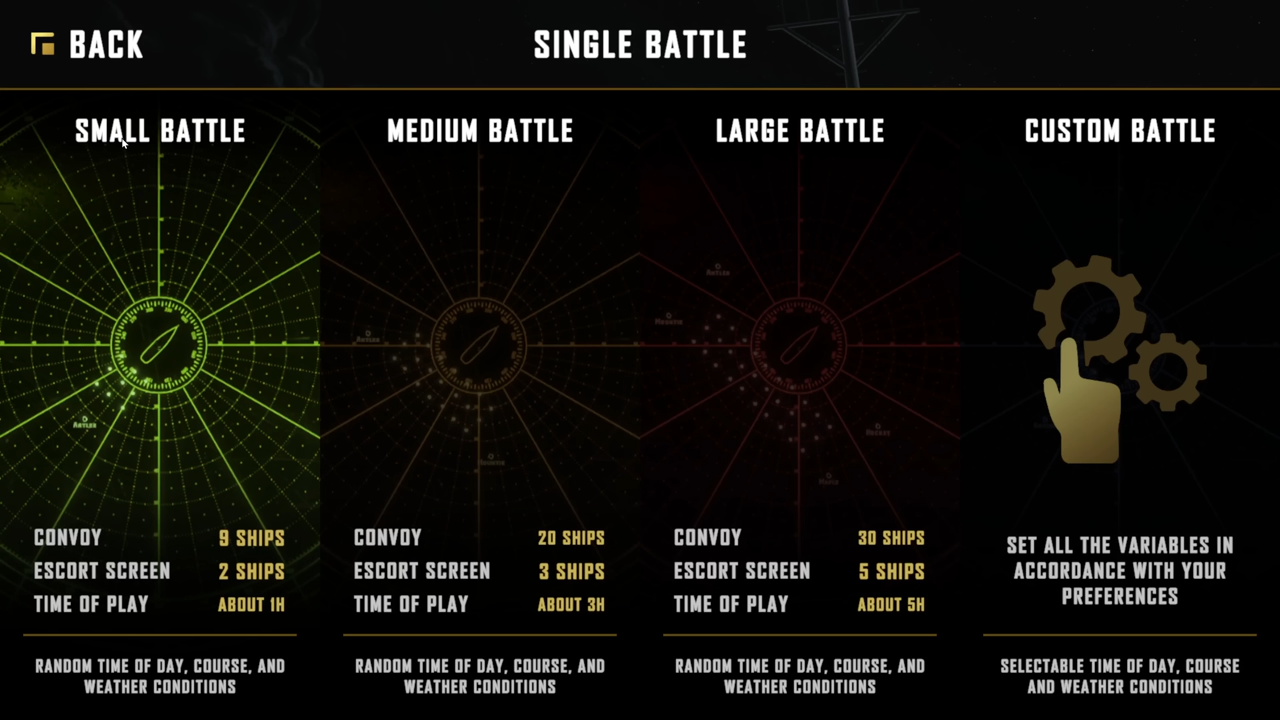 BACK
SINGLE BATTLE
SMALL BATTLE
MEDIUM BATTLE
LARGE BATTLE
CUSTOM BATTLE
ANTLER
CONVOY 9 SHIPS
ESCORT SCREEN 2 SHIPS
TIME OF PLAY ABOUT 1H
RANDOM TIME OF DAY, COURSE, AND
WEATHER CONDITIONS
CONVOY 20 SHIPS
ESCORT SCREEN 3 SHIPS
TIME OF PLAY ABOUT 3H
RANDOM TIME OF DAY, COURSE, AND
WEATHER CONDITIONS
CONVOY 30 SHIPS
ESCORT SCREEN 5 SHIPS
TIME OF PLAY ABOUT 5H
RANDOM TIME OF DAY, COURSE, AND
WEATHER CONDITIONS
SET ALL THE VARIABLES IN
ACCORDANCE WITH YOUR
PREFERENCES
SELECTABLE TIME OF DAY, COURSE
AND WEATHER CONDITIONS